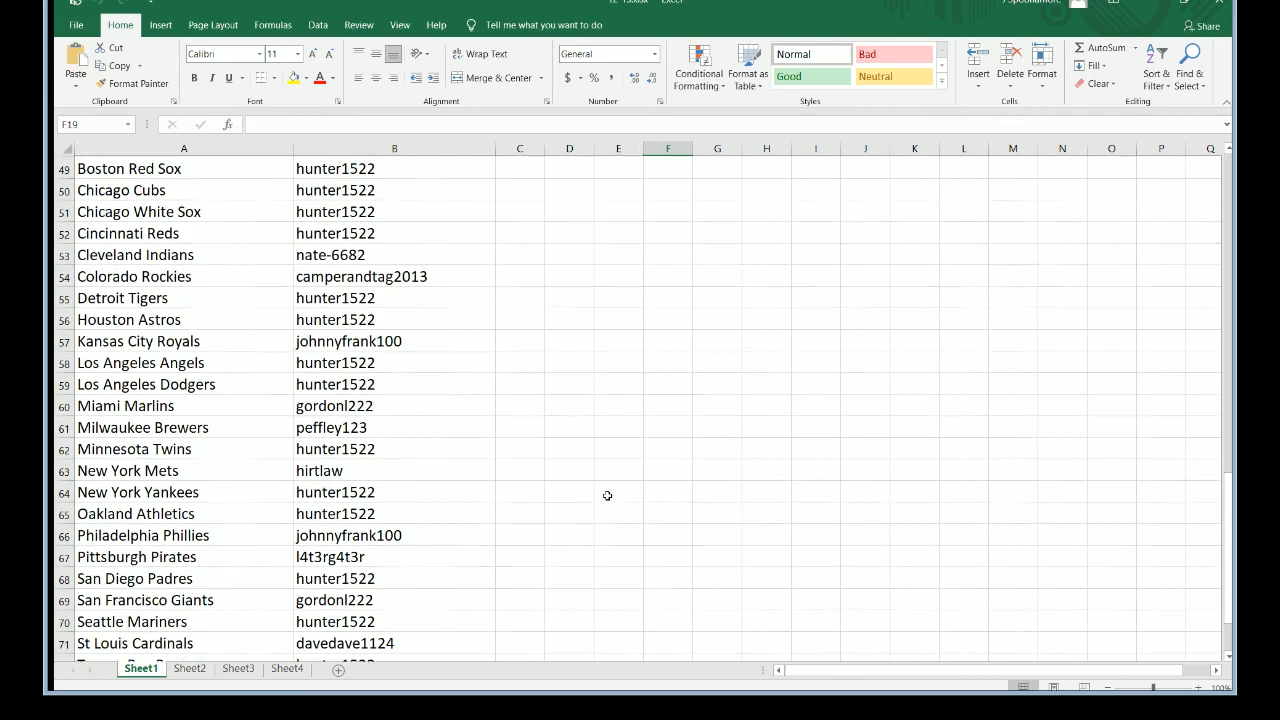 File Home Insert Page Layout Formulas Data Review View Help Tell me what you want to do Share
Paste Cut Copy Format Painter Clipboard
Calibri 11 A A B I U A Font
Wrap Text Merge & Center Alignment
General $ % , Number
Conditional Formatting Format as Table Normal Bad Good Neutral Styles
Insert Delete Format Cells
AutoSum Fill Clear Sort & Filter Find & Select Editing
F19 fx
A B C D E F G H I J K L M N O P Q
49 Boston Red Sox hunter1522
50 Chicago Cubs hunter1522
51 Chicago White Sox hunter1522
52 Cincinnati Reds hunter1522
53 Cleveland Indians nate-6682
54 Colorado Rockies camperandtag2013
55 Detroit Tigers hunter1522
56 Houston Astros hunter1522
57 Kansas City Royals johnnyfrank100
58 Los Angeles Angels hunter1522
59 Los Angeles Dodgers hunter1522
60 Miami Marlins gordonl222
61 Milwaukee Brewers peffley123
62 Minnesota Twins hunter1522
63 New York Mets hirtlaw
64 New York Yankees hunter1522
65 Oakland Athletics hunter1522
66 Philadelphia Phillies johnnyfrank100
67 Pittsburgh Pirates l4t3rg4t3r
68 San Diego Padres hunter1522
69 San Francisco Giants gordonl222
70 Seattle Mariners hunter1522
71 St Louis Cardinals davedave1124
Sheet1 Sheet2 Sheet3 Sheet4
100%